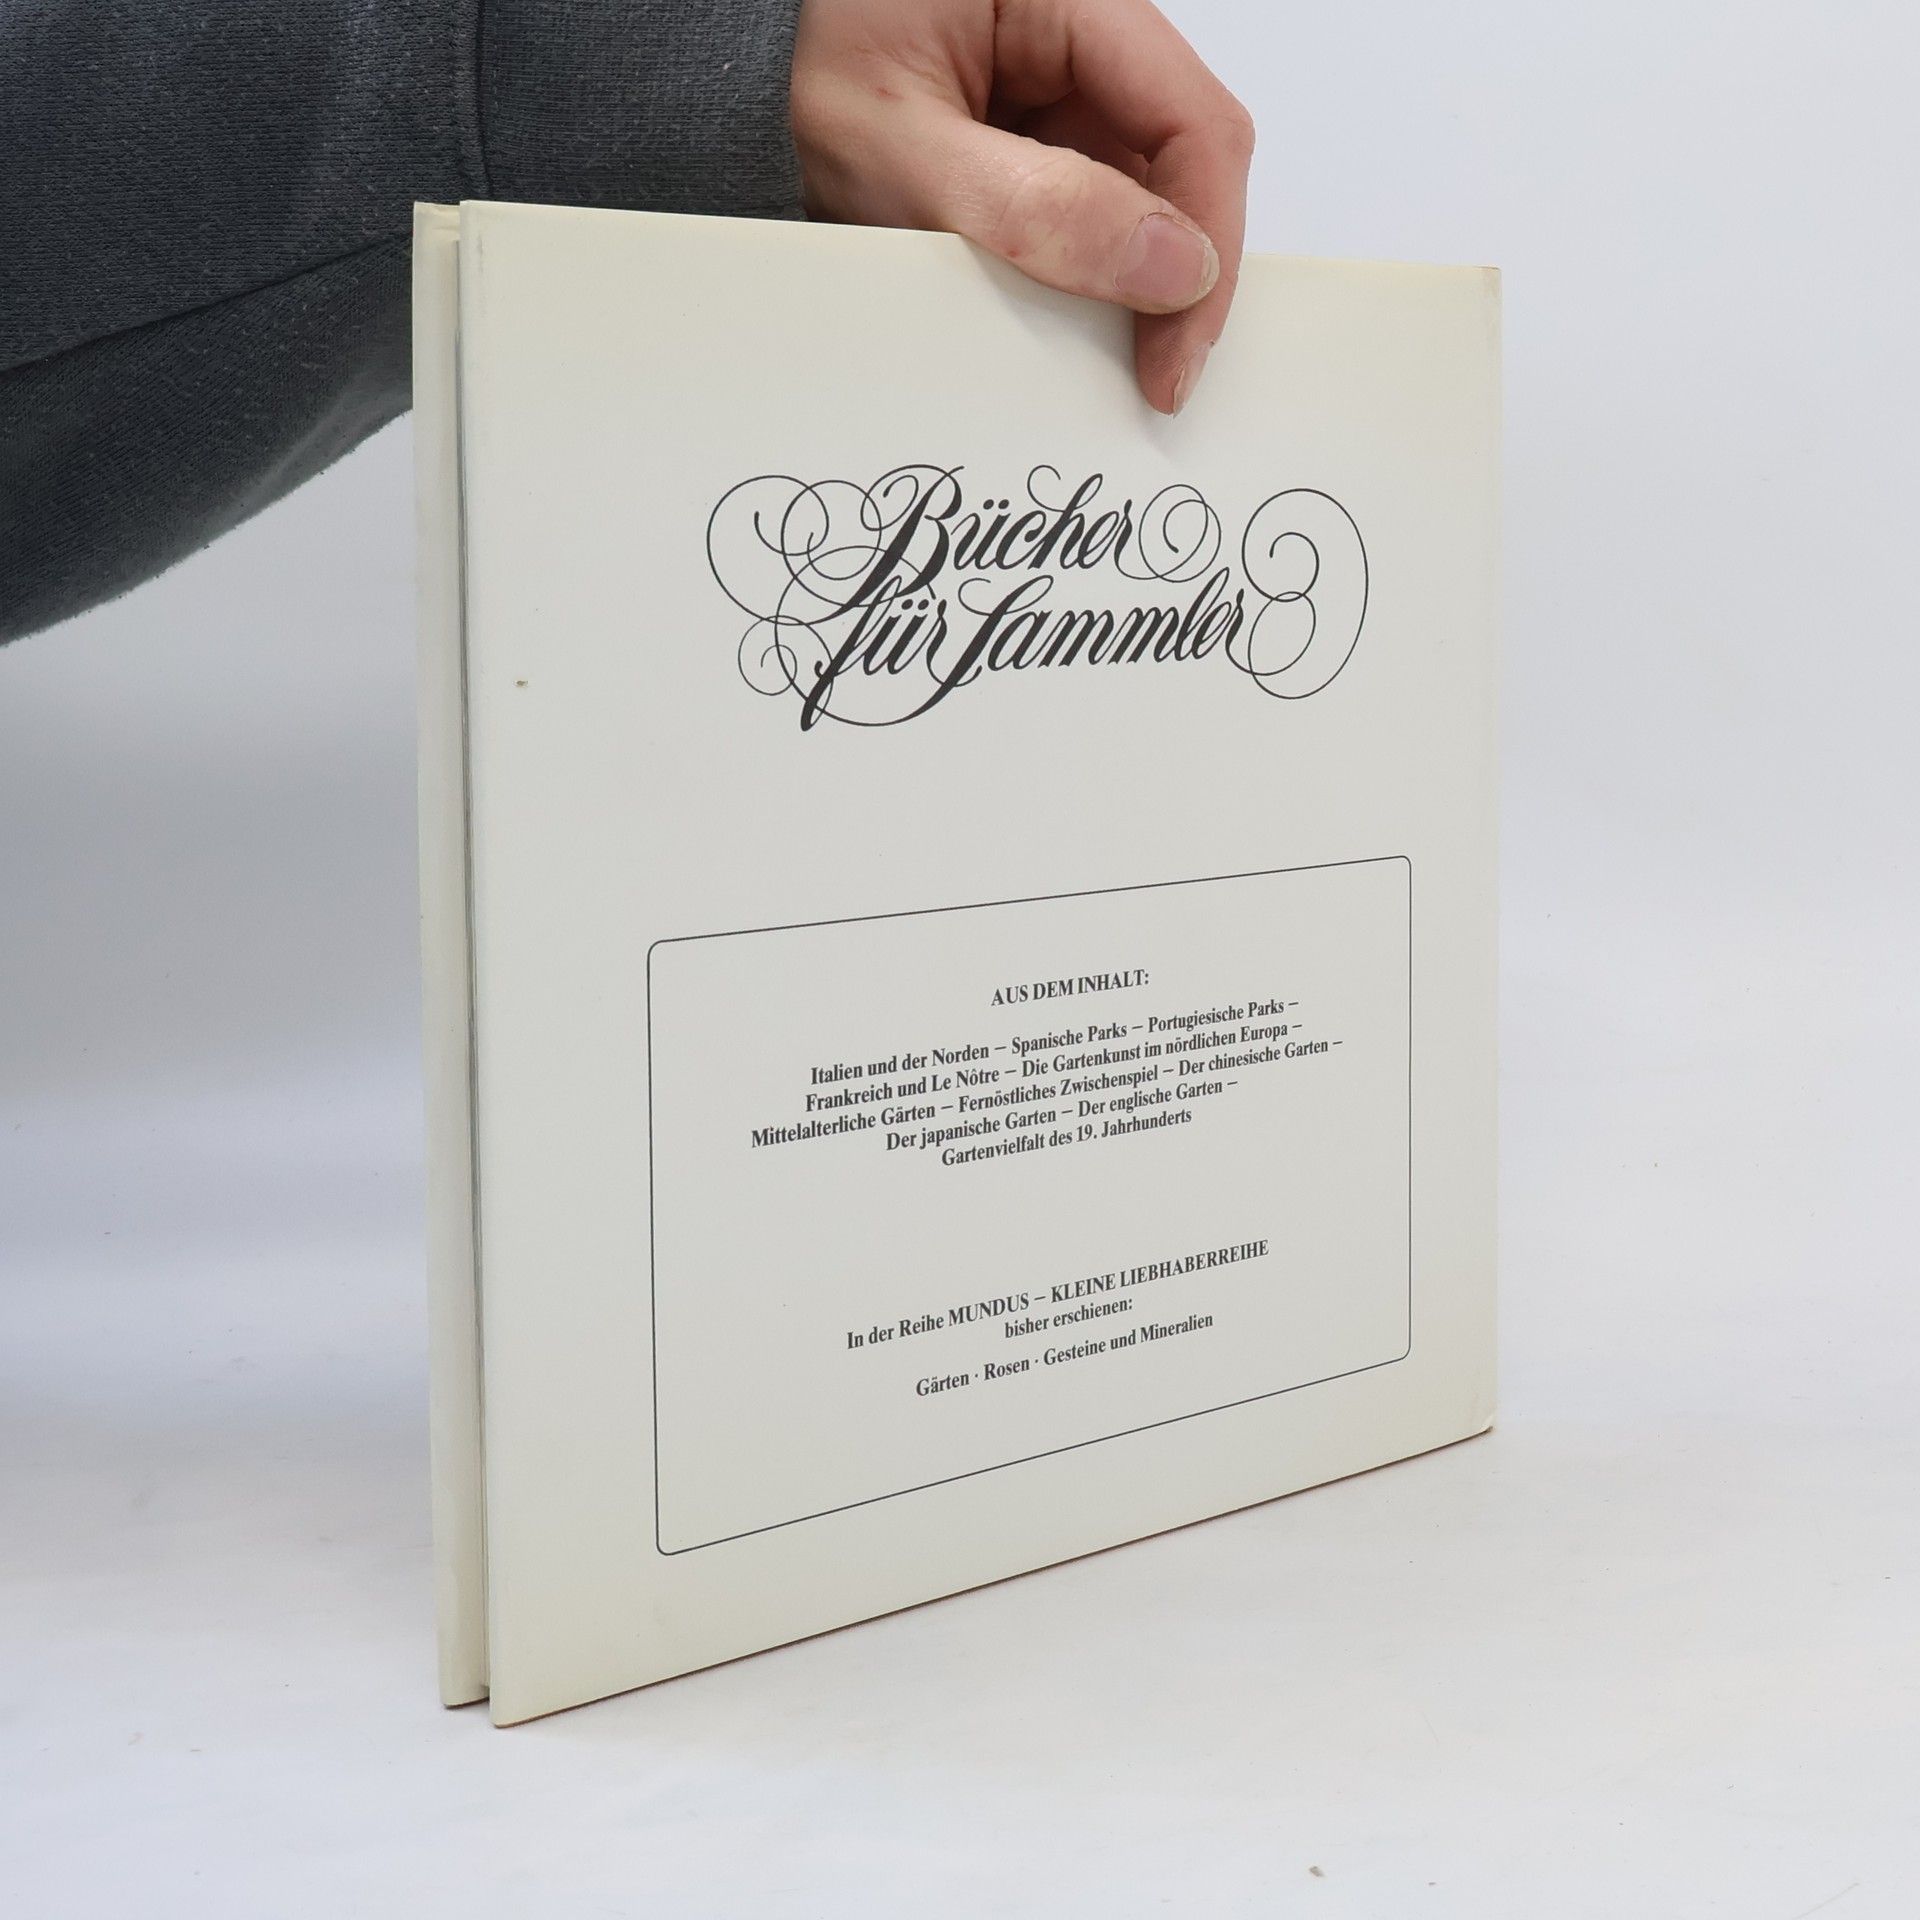 Bücher
für Sammler
AUS DEM INHALT:
Italien und der Norden – Spanische Parks – Portugiesische Parks –
Frankreich und Le Nôtre – Die Gartenkunst im nördlichen Europa –
Mittelalterliche Gärten – Fernöstliches Zwischenspiel – Der chinesische Garten –
Der japanische Garten – Der englische Garten –
Gartenvielfalt des 19. Jahrhunderts
In der Reihe MUNDUS – KLEINE LIEBHABERREIHE
bisher erschienen:
Gärten · Rosen · Gesteine und Mineralien